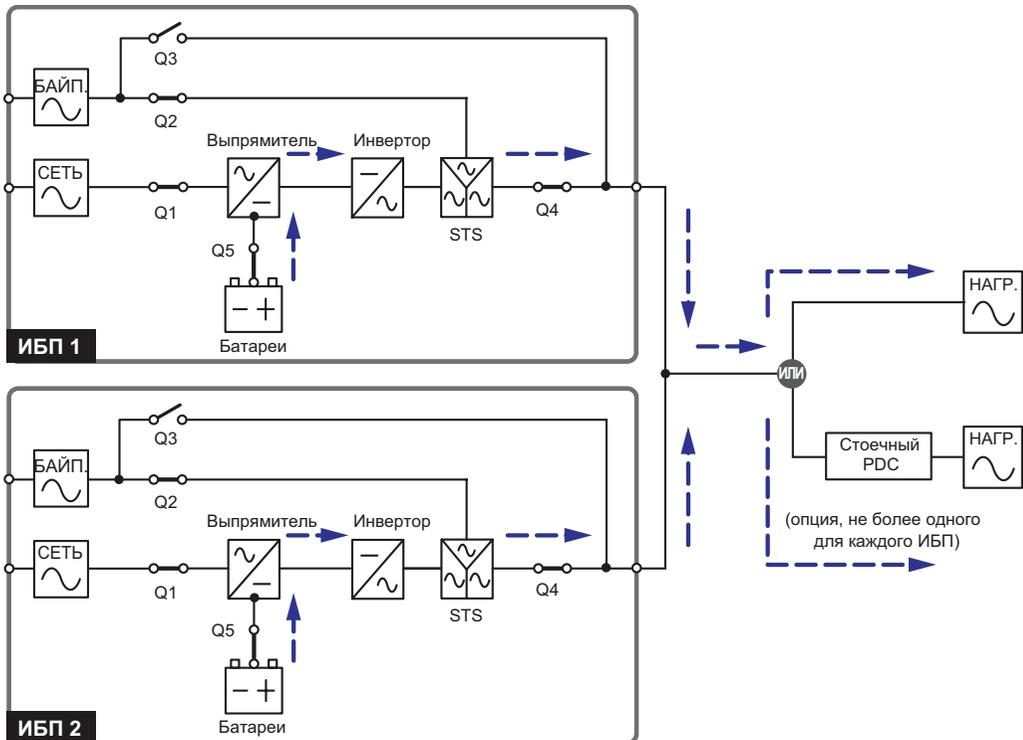 Q3
БАЙП.
Q2
Выпрямитель Инвертор
СЕТЬ
Q1
STS
Q4
Q5
Батареи
ИБП 1
НАГР.
ИЛИ
Стоечный
PDC
НАГР.
(опция, не более одного
для каждого ИБП)
Q3
БАЙП.
Q2
Выпрямитель Инвертор
СЕТЬ
Q1
STS
Q4
Q5
Батареи
ИБП 2